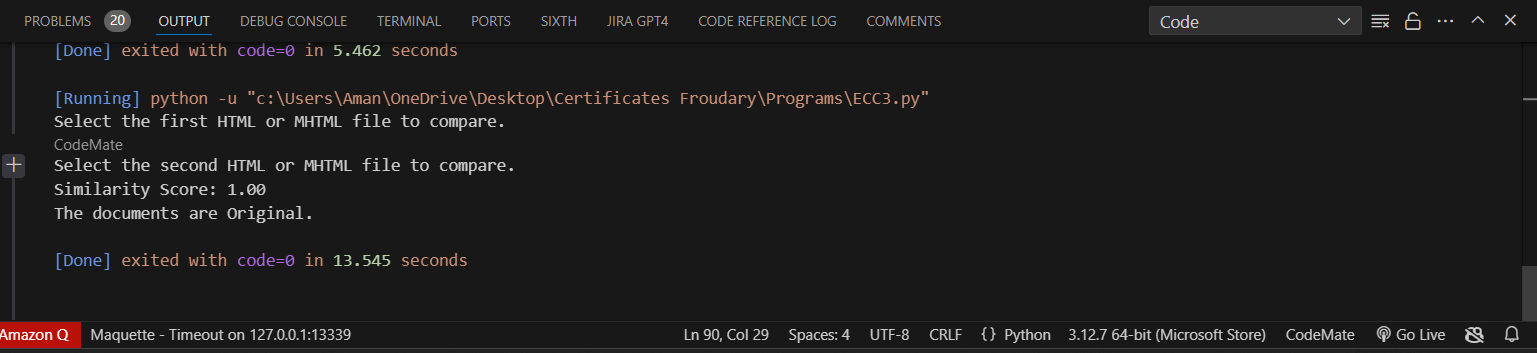 PROBLEMS 20 OUTPUT DEBUG CONSOLE TERMINAL PORTS SIXTH JIRA GPT4 CODE REFERENCE LOG COMMENTS Code
[Done] exited with code=0 in 5.462 seconds
[Running] python -u "c:\Users\Aman\OneDrive\Desktop\Certificates Froudary\Programs\ECC3.py"
Select the first HTML or MHTML file to compare.
CodeMate
Select the second HTML or MHTML file to compare.
Similarity Score: 1.00
The documents are Original.
[Done] exited with code=0 in 13.545 seconds
Amazon Q Maquette - Timeout on 127.0.0.1:13339 Ln 90, Col 29 Spaces: 4 UTF-8 CRLF {} Python 3.12.7 64-bit (Microsoft Store) CodeMate Go Live